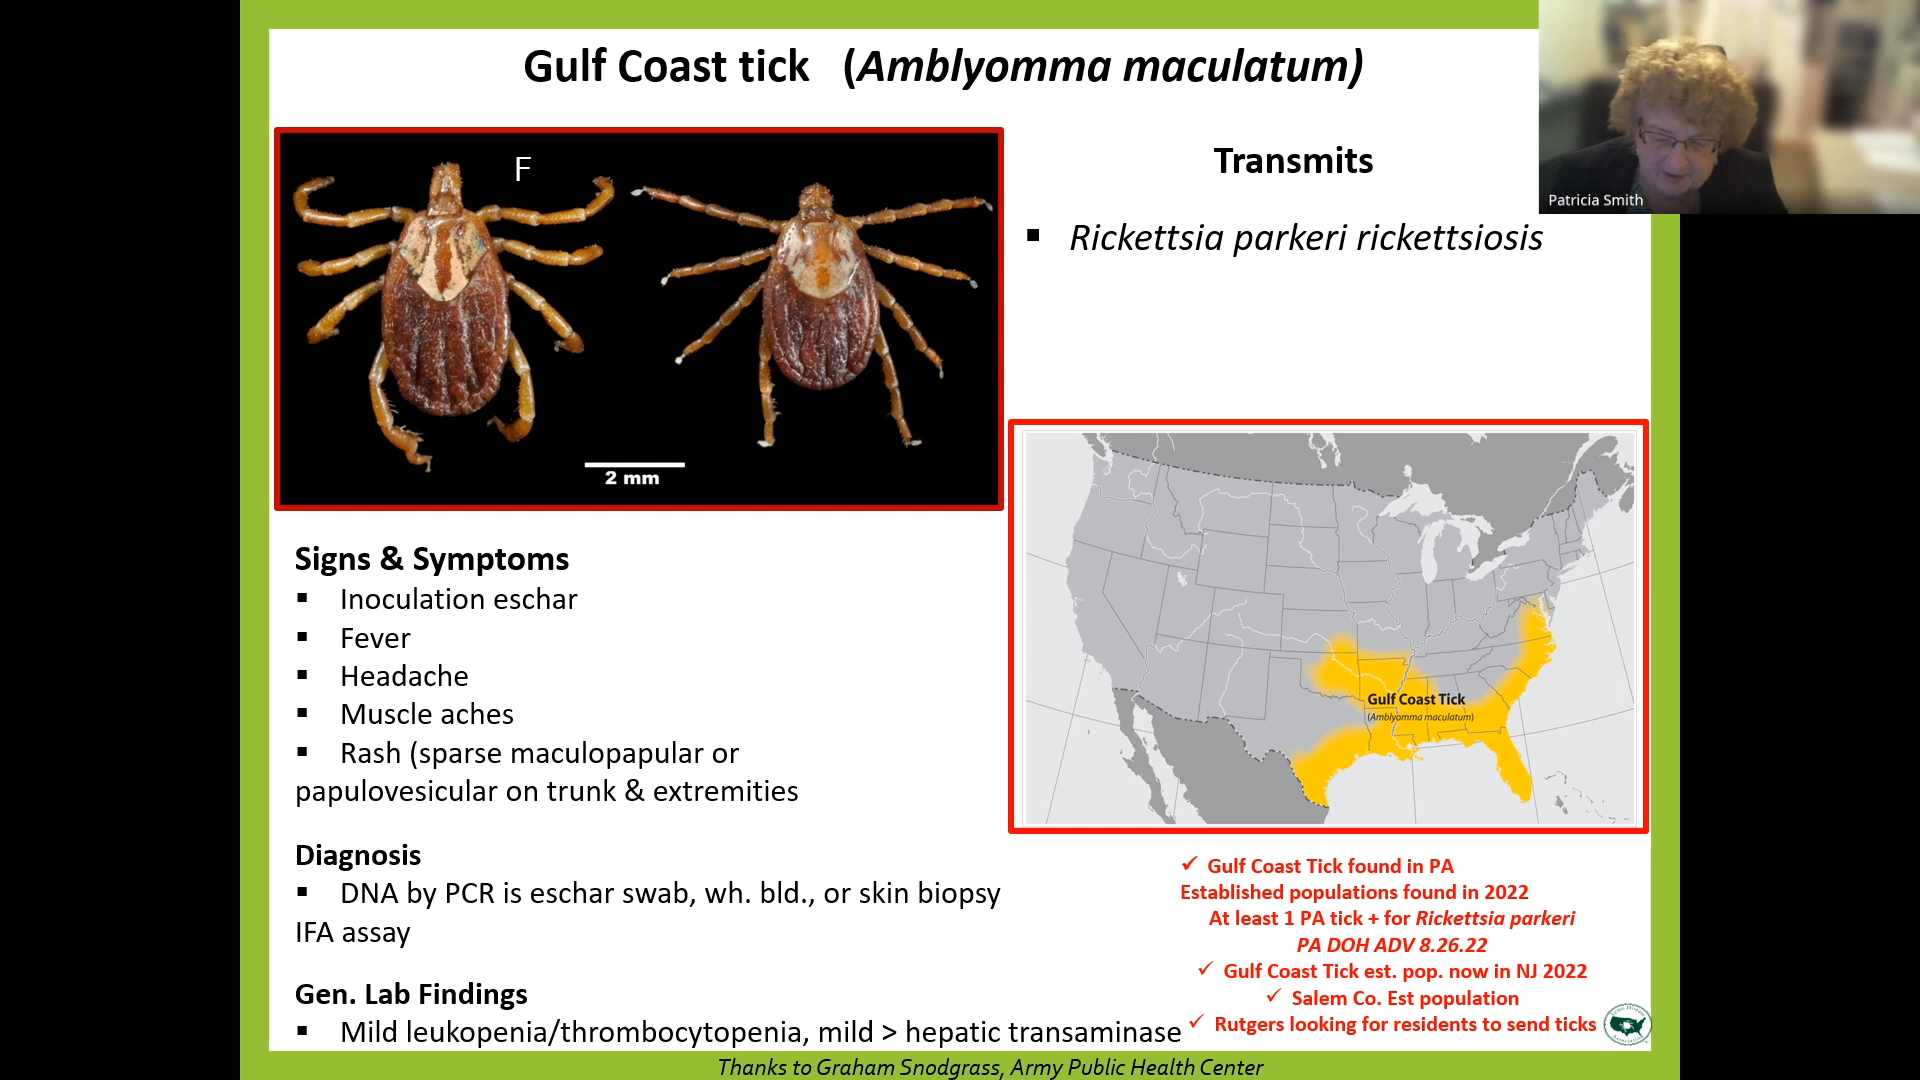 Gulf Coast tick (Amblyomma maculatum)
F
2 mm
Transmits
▪ Rickettsia parkeri rickettsiosis
Patricia Smith
Signs & Symptoms
▪ Inoculation eschar
▪ Fever
▪ Headache
▪ Muscle aches
▪ Rash (sparse maculopapular or
papulovesicular on trunk & extremities
Diagnosis
▪ DNA by PCR is eschar swab, wh. bld., or skin biopsy
IFA assay
Gen. Lab Findings
▪ Mild leukopenia/thrombocytopenia, mild > hepatic transaminase
Gulf Coast Tick
(Amblyomma maculatum)
✓ Gulf Coast Tick found in PA
Established populations found in 2022
At least 1 PA tick + for Rickettsia parkeri
PA DOH ADV 8.26.22
✓ Gulf Coast Tick est. pop. now in NJ 2022
✓ Salem Co. Est population
✓ Rutgers looking for residents to send ticks
Thanks to Graham Snodgrass, Army Public Health Center